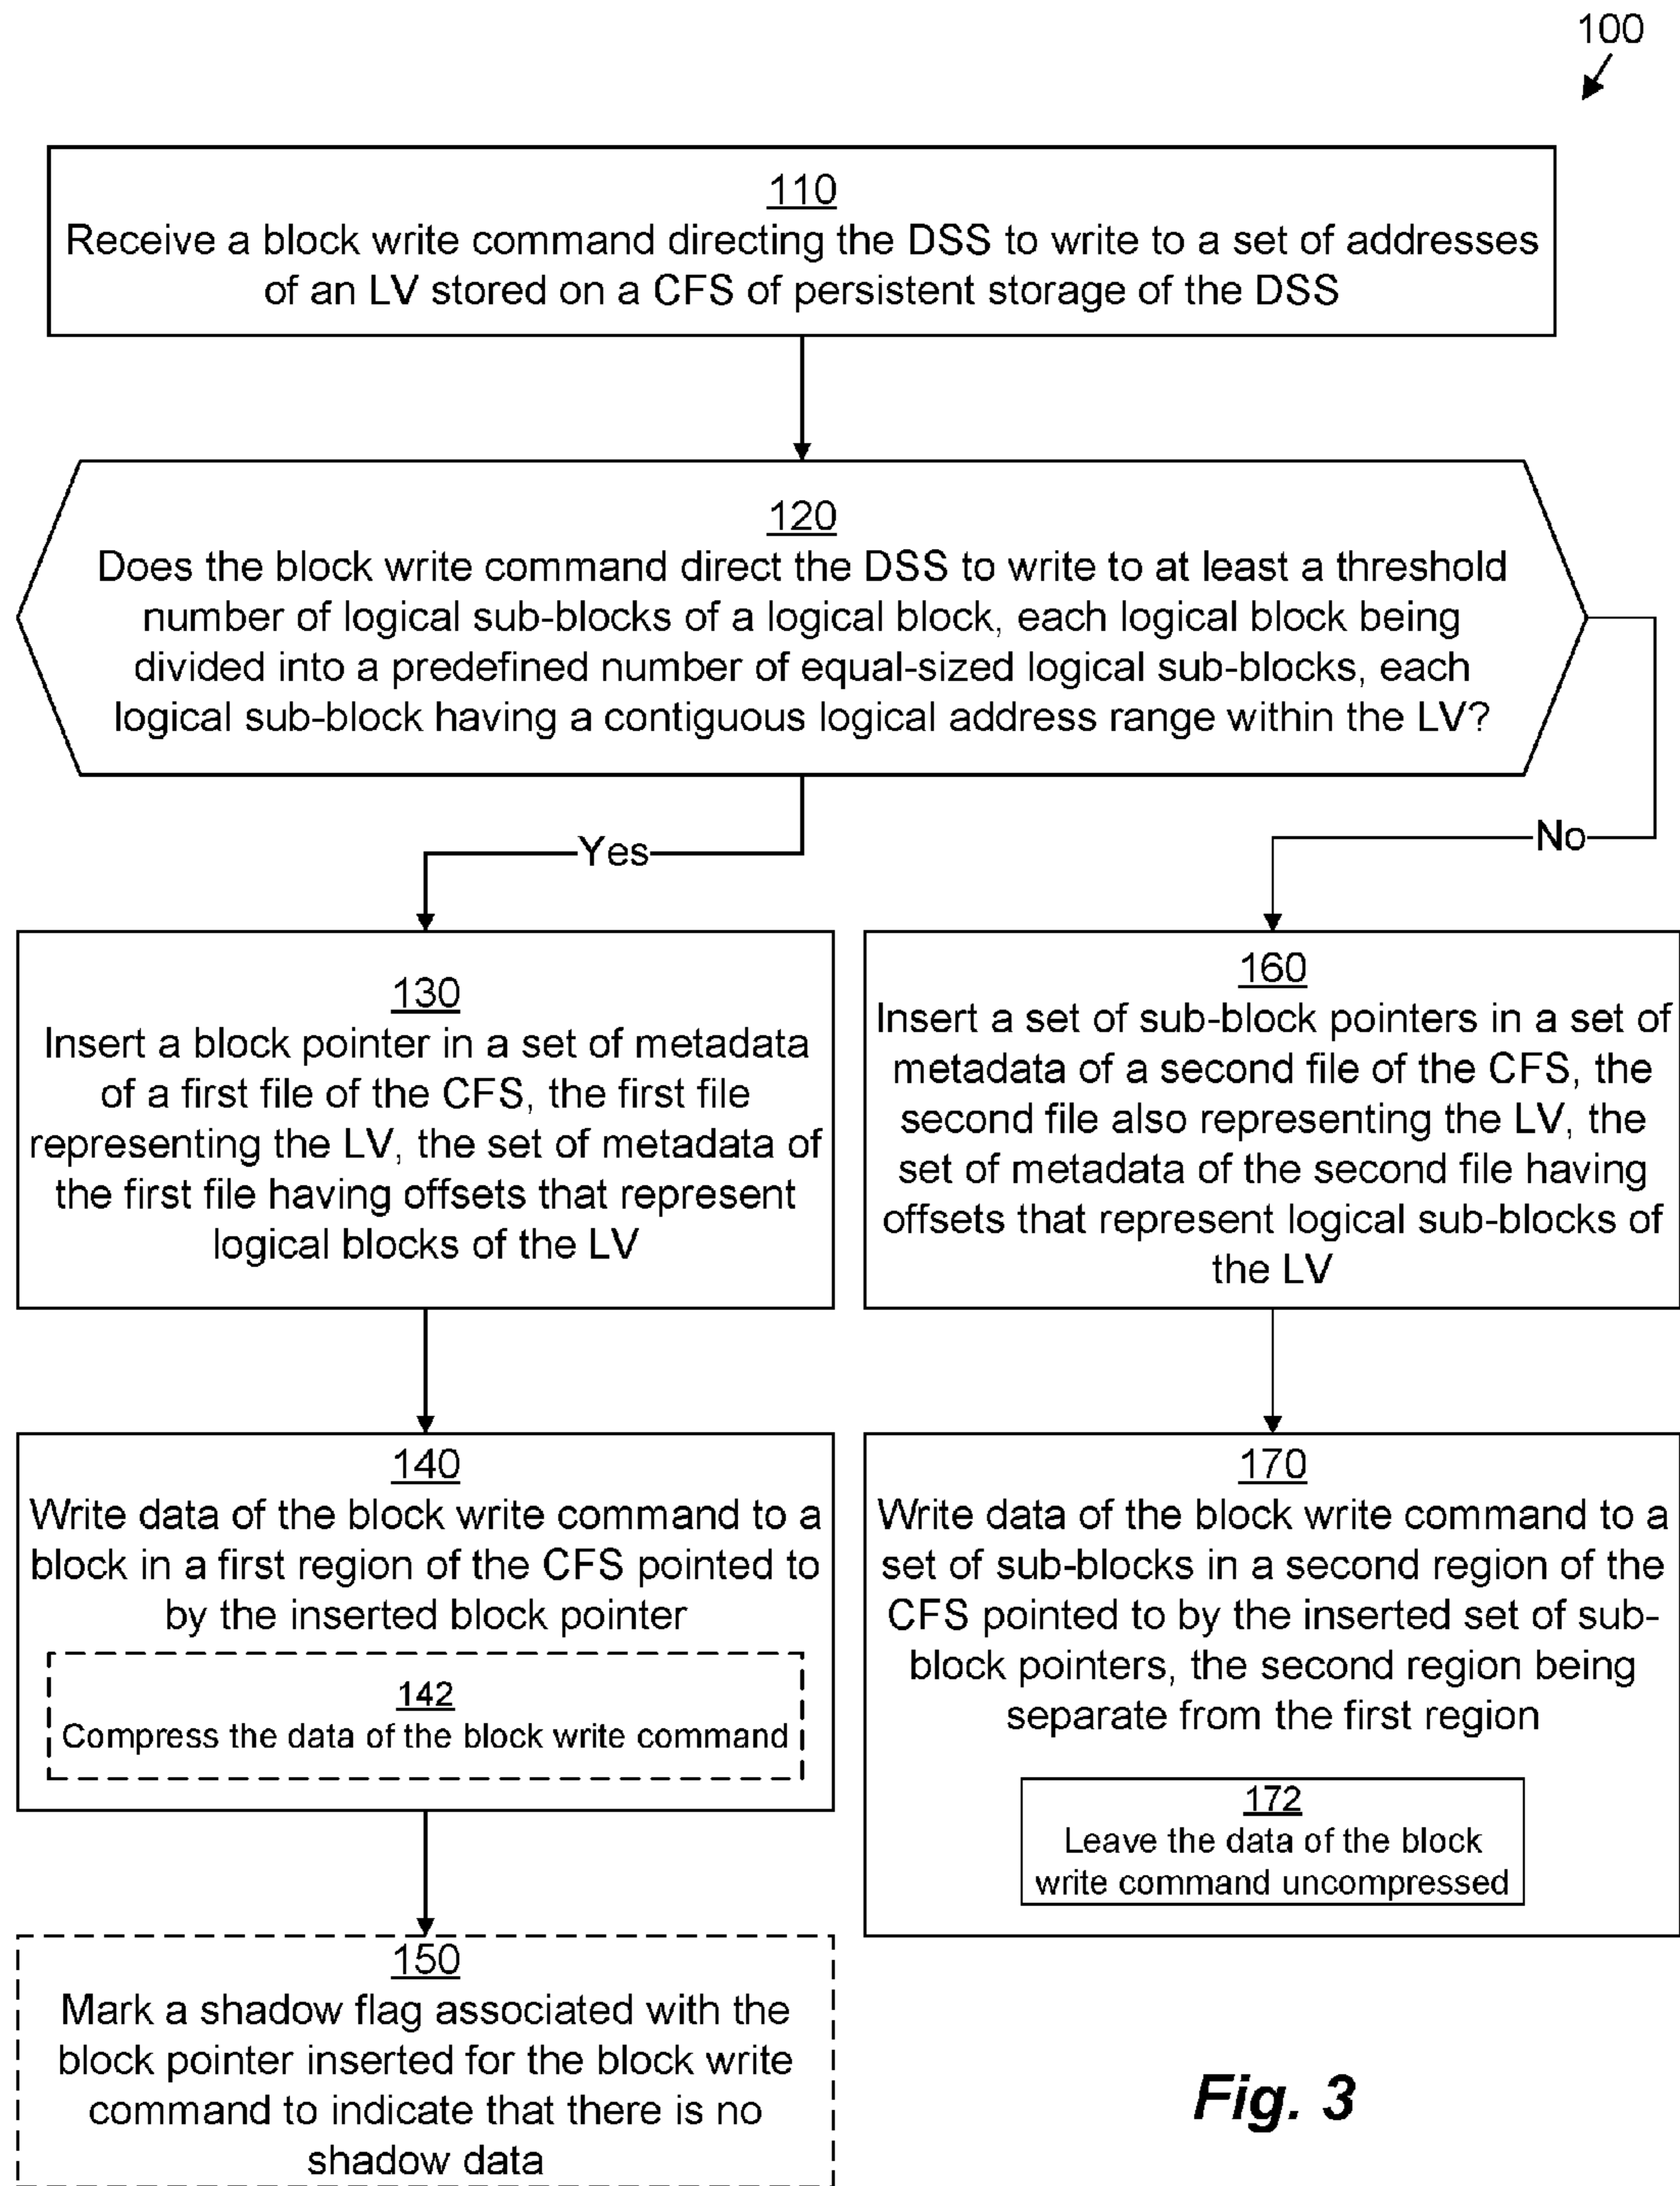 100
110
Receive a block write command directing the DSS to write to a set of addresses
of an LV stored on a CFS of persistent storage of the DSS
120
Does the block write command direct the DSS to write to at least a threshold
number of logical sub-blocks of a logical block, each logical block being
divided into a predefined number of equal-sized logical sub-blocks, each
logical sub-block having a contiguous logical address range within the LV?
Yes
No
130
Insert a block pointer in a set of metadata
of a first file of the CFS, the first file
representing the LV, the set of metadata of
the first file having offsets that represent
logical blocks of the LV
160
Insert a set of sub-block pointers in a set of
metadata of a second file of the CFS, the
second file also representing the LV, the
set of metadata of the second file having
offsets that represent logical sub-blocks of
the LV
140
Write data of the block write command to a
block in a first region of the CFS pointed to
by the inserted block pointer
142
Compress the data of the block write command
170
Write data of the block write command to a
set of sub-blocks in a second region of the
CFS pointed to by the inserted set of sub-
block pointers, the second region being
separate from the first region
172
Leave the data of the block
write command uncompressed
150
Mark a shadow flag associated with the
block pointer inserted for the block write
command to indicate that there is no
shadow data
Fig. 3